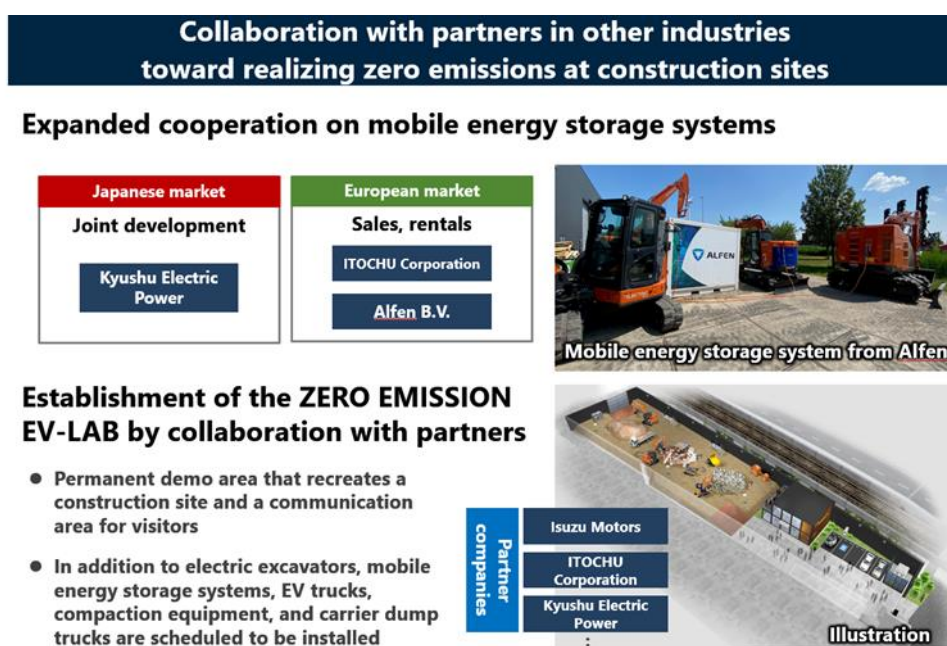 Collaboration with partners in other industries
toward realizing zero emissions at construction sites
Expanded cooperation on mobile energy storage systems
Japanese market
Joint development
Kyushu Electric
Power
European market
Sales, rentals
ITOCHU Corporation
Alfen B.V.
ALFEN
Mobile energy storage system from Alfen
Establishment of the ZERO EMISSION
EV-LAB by collaboration with partners
● Permanent demo area that recreates a
construction site and a communication
area for visitors
● In addition to electric excavators, mobile
energy storage systems, EV trucks,
compaction equipment, and carrier dump
trucks are scheduled to be installed
Partner
companies
Isuzu Motors
ITOCHU
Corporation
Kyushu Electric
Power
Illustration